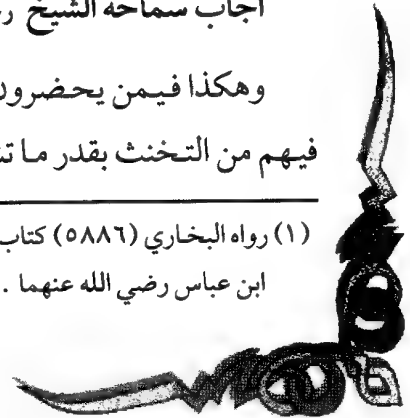 أجاب سماحة الشيخ
وهكذا فيمن يحضرون
فيهم من التخنث بقدر ما
(١) رواه البخاري (٥٨٨٦) كتاب
ابن عباس رضي الله عنهما .